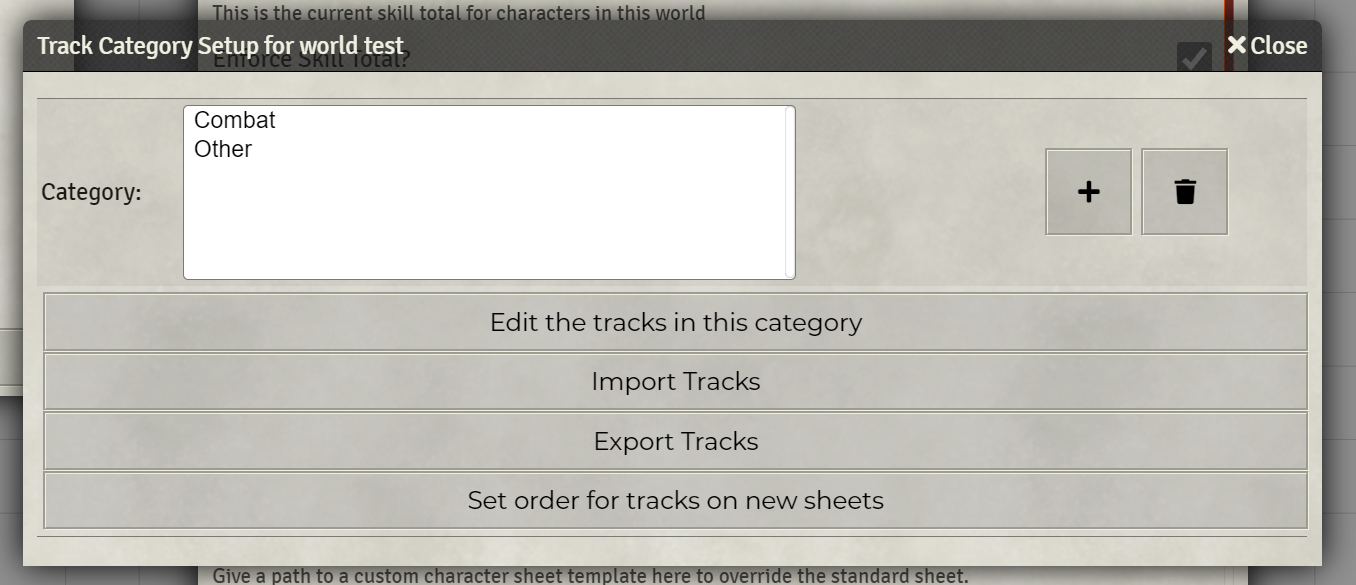 This is the current skill total for characters in this world
Track Category Setup for world test
Close
Enforce Skill Total?
Combat
Other
Category:
Edit the tracks in this category
Import Tracks
Export Tracks
Set order for tracks on new sheets
Give a path to a custom character sheet template here to override the standard sheet.